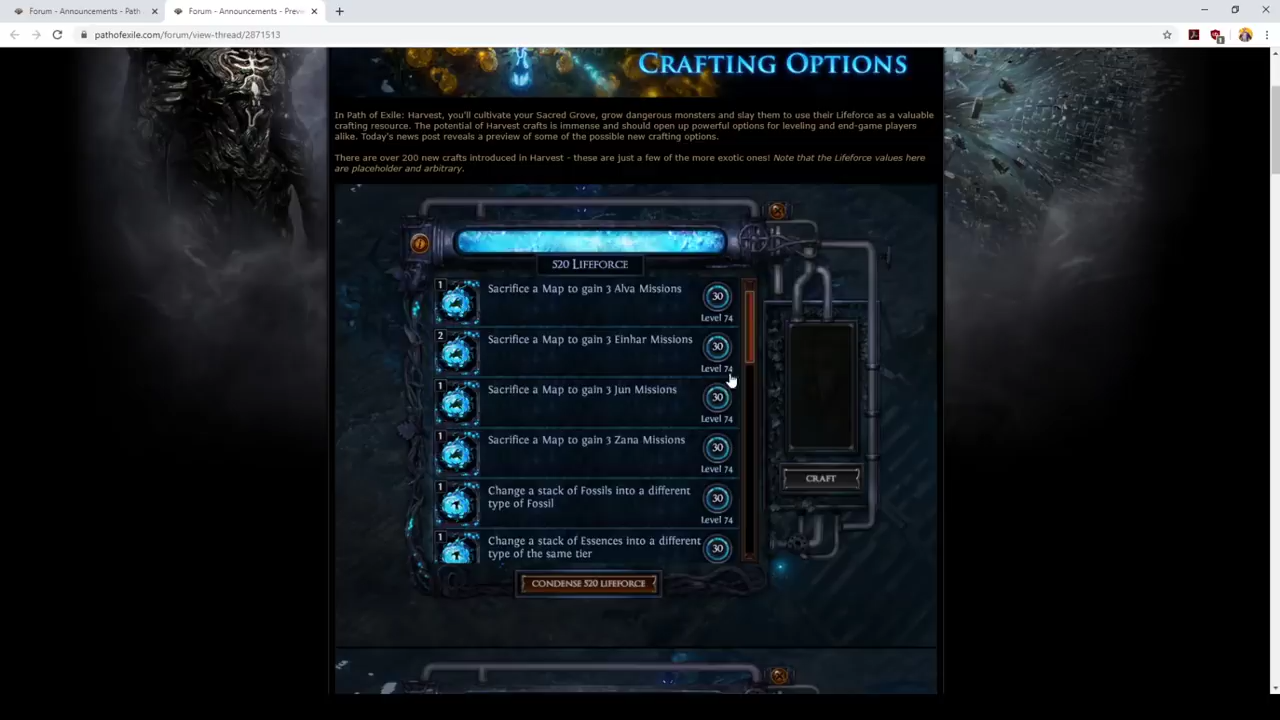 Forum - Announcements - Path
Forum - Announcements - Prev
pathofexile.com/forum/view-thread/2871513
CRAFTING OPTIONS
In Path of Exile: Harvest, you'll cultivate your Sacred Grove, grow dangerous monsters and slay them to use their Lifeforce as a valuable
crafting resource. The potential of Harvest crafts is immense and should open up powerful options for leveling and end-game players
alike. Today's news post reveals a preview of some of the possible new crafting options.
There are over 200 new crafts introduced in Harvest - these are just a few of the more exotic ones! Note that the Lifeforce values here
are placeholder and arbitrary.
520 LIFEFORCE
1 Sacrifice a Map to gain 3 Alva Missions 30
Level 74
2 Sacrifice a Map to gain 3 Einhar Missions 30
Level 74
1 Sacrifice a Map to gain 3 Jun Missions 30
Level 74
1 Sacrifice a Map to gain 3 Zana Missions 30
Level 74
1 Change a stack of Fossils into a different 30
type of Fossil
Level 74
1 Change a stack of Essences into a different 30
type of the same tier
CRAFT
CONDENSE 520 LIFEFORCE